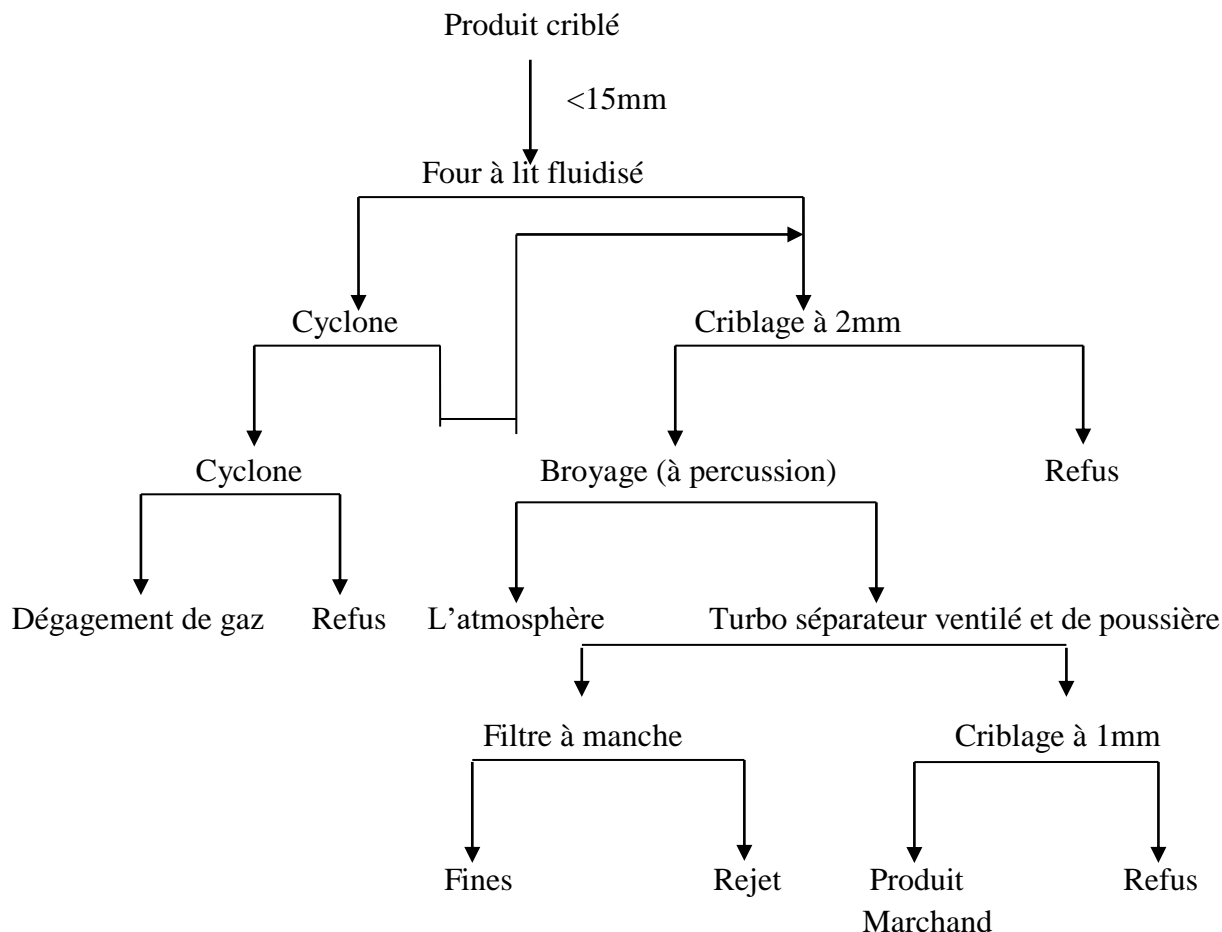 Produit criblé
<15mm
Four à lit fluidisé
Cyclone
Criblage à 2mm
Cyclone
Broyage (à percussion)
Refus
Dégagement de gaz
Refus
L’atmosphère
Turbo séparateur ventilé et de poussière
Filtre à manche
Criblage à 1mm
Fines
Rejet
Produit
Marchand
Refus